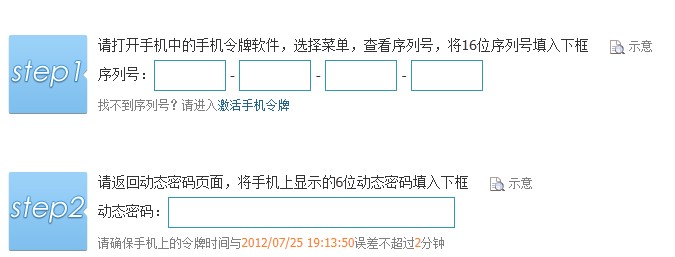 step1
请打开手机中的手机令牌软件，选择菜单，查看序列号，将16位序列号填入下框 示意
序列号： - - -
找不到序列号？请进入激活手机令牌
step2
请返回动态密码页面，将手机上显示的6位动态密码填入下框 示意
动态密码：
请确保手机上的令牌时间与2012/07/25 19:13:50误差不超过2分钟